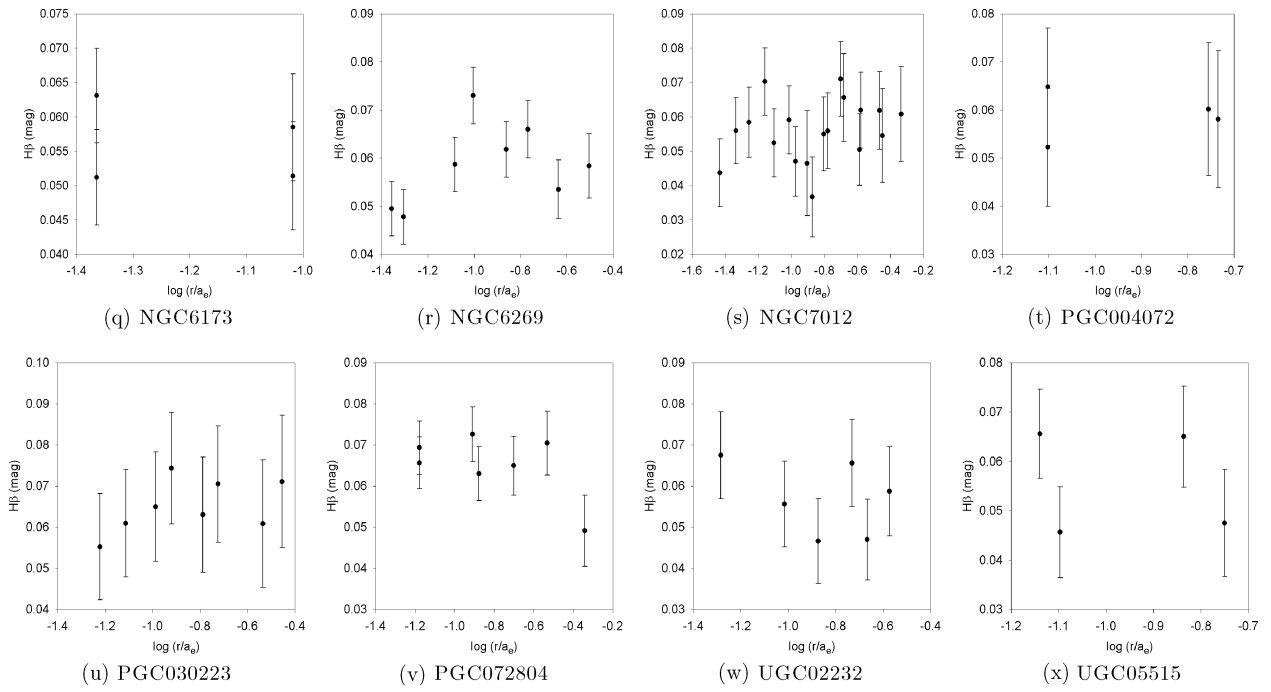 0.075
0.070
0.065
0.060
0.055
0.050
0.045
0.040
Hβ (mag)
-1.4 -1.3 -1.2 -1.1 -1.0
log (r/ae)
(q) NGC6173
0.09
0.08
0.07
0.06
0.05
0.04
Hβ (mag)
-1.4 -1.2 -1.0 -0.8 -0.6 -0.4
log (r/ae)
(r) NGC6269
0.09
0.08
0.07
0.06
0.05
0.04
0.03
0.02
Hβ (mag)
-1.6 -1.4 -1.2 -1.0 -0.8 -0.6 -0.4 -0.2
log (r/ae)
(s) NGC7012
0.08
0.07
0.06
0.05
0.04
0.03
Hβ (mag)
-1.2 -1.1 -1.0 -0.9 -0.8 -0.7
log (r/ae)
(t) PGC004072
0.10
0.09
0.08
0.07
0.06
0.05
0.04
Hβ (mag)
-1.4 -1.2 -1.0 -0.8 -0.6 -0.4
log (r/ae)
(u) PGC030223
0.09
0.08
0.07
0.06
0.05
0.04
0.03
Hβ (mag)
-1.4 -1.2 -1.0 -0.8 -0.6 -0.4 -0.2
log (r/ae)
(v) PGC072804
0.09
0.08
0.07
0.06
0.05
0.04
0.03
Hβ (mag)
-1.4 -1.2 -1.0 -0.8 -0.6 -0.4
log (r/ae)
(w) UGC02232
0.08
0.07
0.06
0.05
0.04
0.03
Hβ (mag)
-1.2 -1.1 -1.0 -0.9 -0.8 -0.7
log (r/ae)
(x) UGC05515